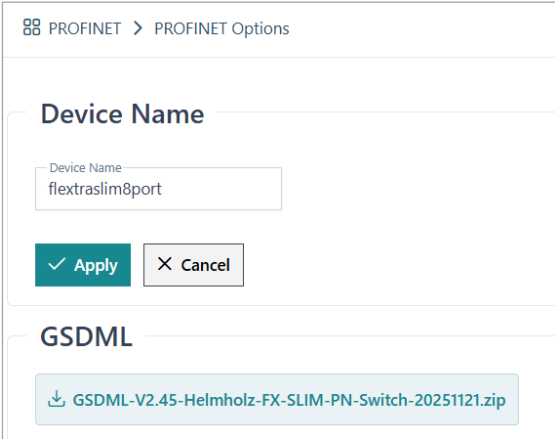 PROFINET > PROFINET Options
Device Name
Device Name
flextraslim8port
Apply Cancel
GSDML
GSDML-V2.45-Helmholz-FX-SLIM-PN-Switch-20251121.zip